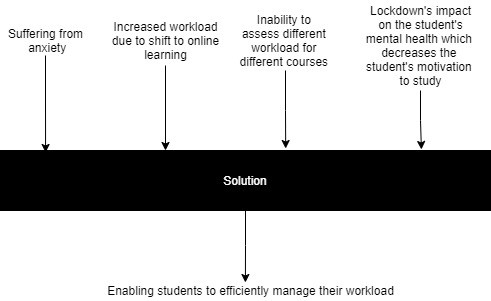 Suffering from
anxiety
Increased workload
due to shift to online
learning
Inability to
assess different
workload for
different courses
Lockdown's impact
on the student's
mental health which
decreases the
student's motivation
to study
Solution
Enabling students to efficiently manage their workload